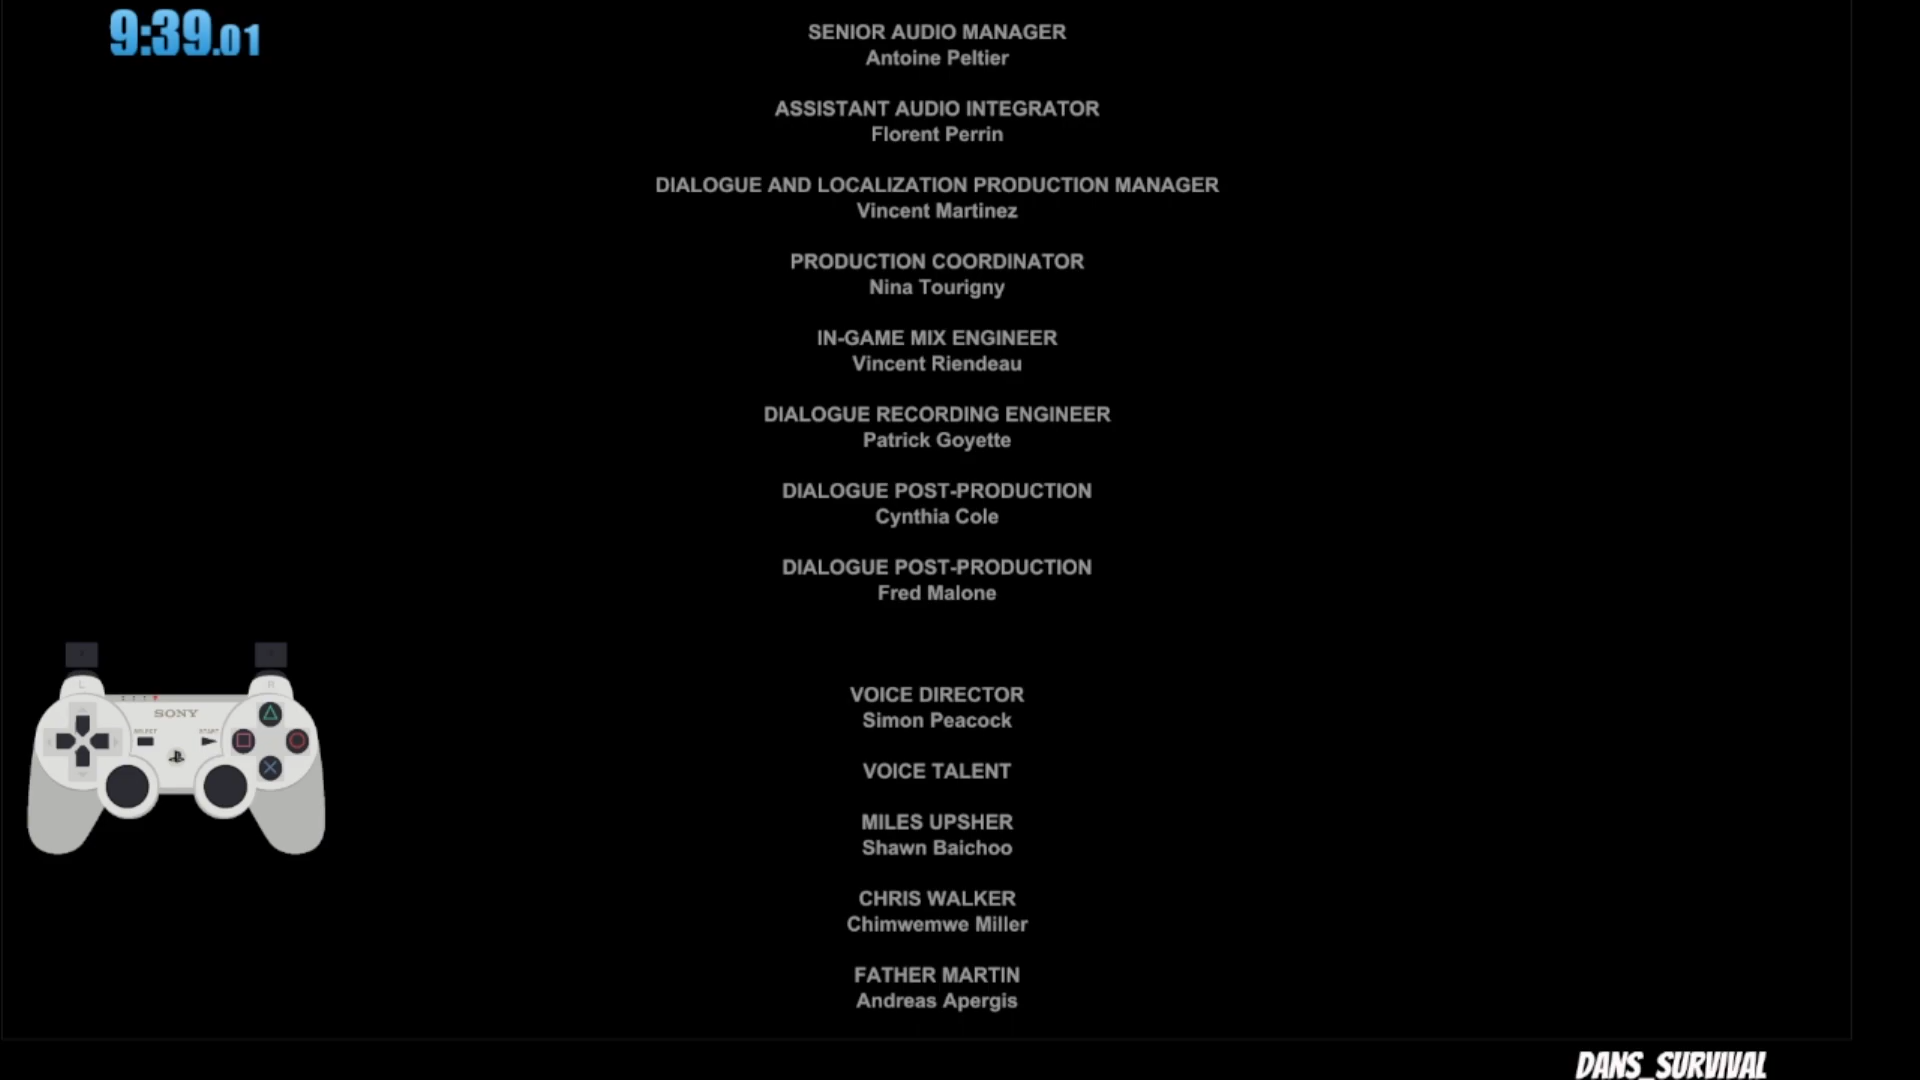 9:39.01
SENIOR AUDIO MANAGER
Antoine Peltier
ASSISTANT AUDIO INTEGRATOR
Florent Perrin
DIALOGUE AND LOCALIZATION PRODUCTION MANAGER
Vincent Martinez
PRODUCTION COORDINATOR
Nina Tourigny
IN-GAME MIX ENGINEER
Vincent Riendeau
DIALOGUE RECORDING ENGINEER
Patrick Goyette
DIALOGUE POST-PRODUCTION
Cynthia Cole
DIALOGUE POST-PRODUCTION
Fred Malone
L R
SONY
SELECT START
VOICE DIRECTOR
Simon Peacock
VOICE TALENT
MILES UPSHER
Shawn Baichoo
CHRIS WALKER
Chimwemwe Miller
FATHER MARTIN
Andreas Apergis
DANS_SURVIVAL